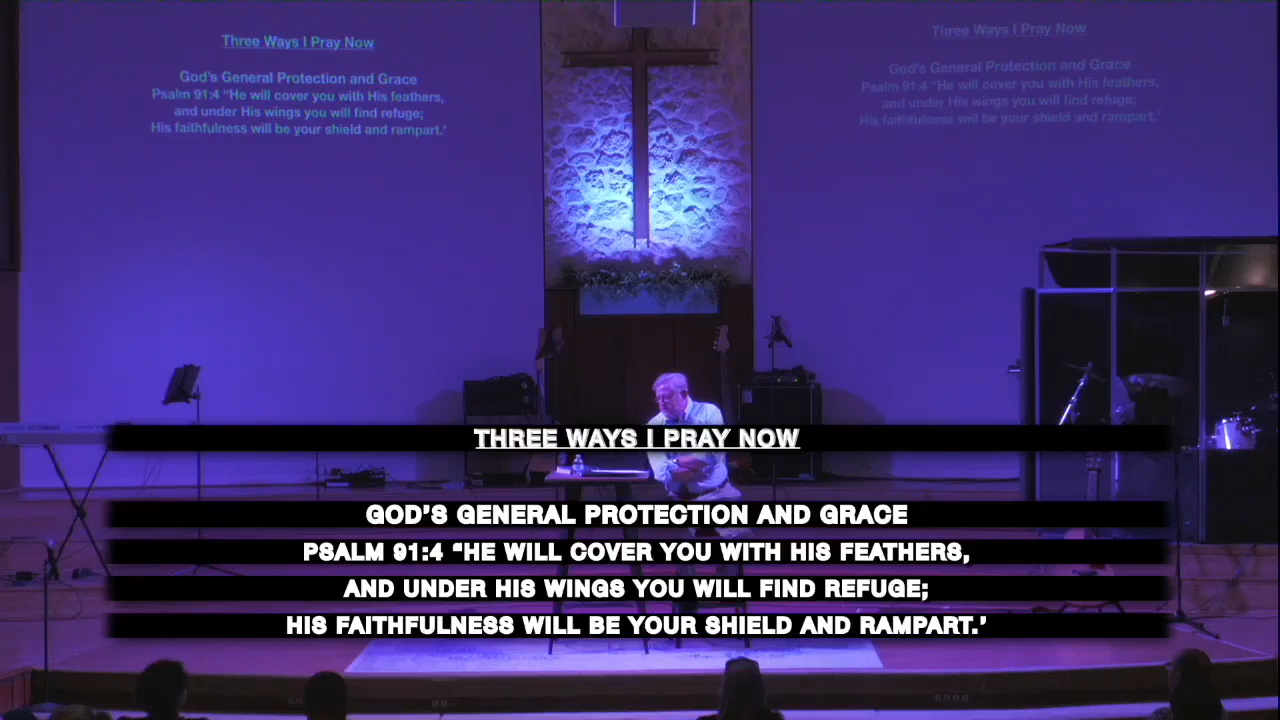 Three Ways I Pray Now
God's General Protection and Grace
Psalm 91:4 “He will cover you with His feathers,
and under His wings you will find refuge;
His faithfulness will be your shield and rampart.'
Three Ways I Pray Now
God's General Protection and Grace
Psalm 91:4 “He will cover you with His feathers,
and under His wings you will find refuge;
His faithfulness will be your shield and rampart.'
THREE WAYS I PRAY NOW
GOD'S GENERAL PROTECTION AND GRACE
PSALM 91:4 “HE WILL COVER YOU WITH HIS FEATHERS,
AND UNDER HIS WINGS YOU WILL FIND REFUGE;
HIS FAITHFULNESS WILL BE YOUR SHIELD AND RAMPART.'